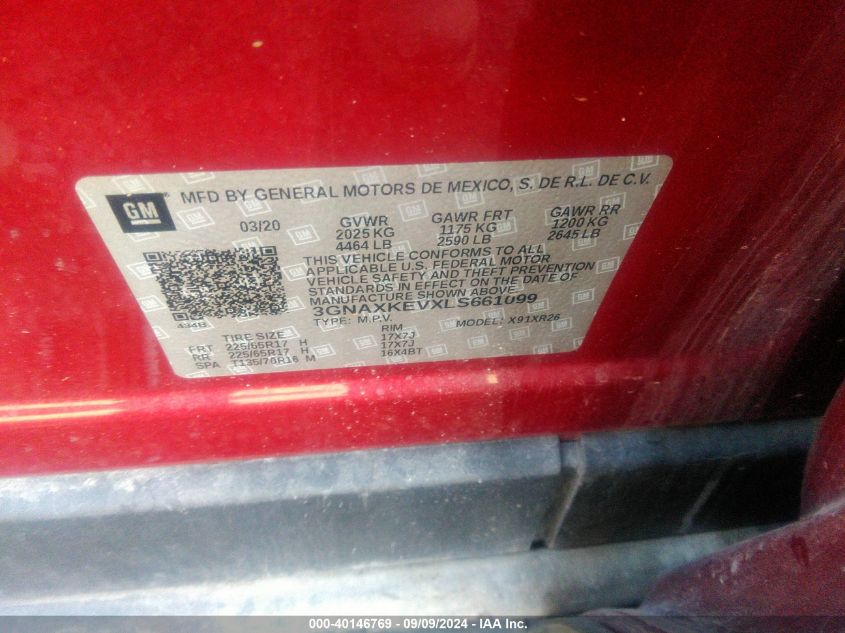 GM
MFD BY GENERAL MOTORS DE MEXICO, S. DE R.L. DE C.V.
03/20 GVWR GAWR FRT GAWR RR
2025 KG 1175 KG 1200 KG
4464 LB 2590 LB 2645 LB
THIS VEHICLE CONFORMS TO ALL
APPLICABLE U.S. FEDERAL MOTOR
VEHICLE SAFETY AND THEFT PREVENTION
STANDARDS IN EFFECT ON THE DATE OF
MANUFACTURE SHOWN ABOVE.
3GNAXKEVXLS661099
434B TYPE: M.P.V. MODEL: X91XR26
TIRE SIZE RIM
FRT 225/65R17 H 17X7J
RR 225/65R17 H 17X7J
SPA T135/70R16 M 16X4BT
000-40146769 - 09/09/2024 - IAA Inc.